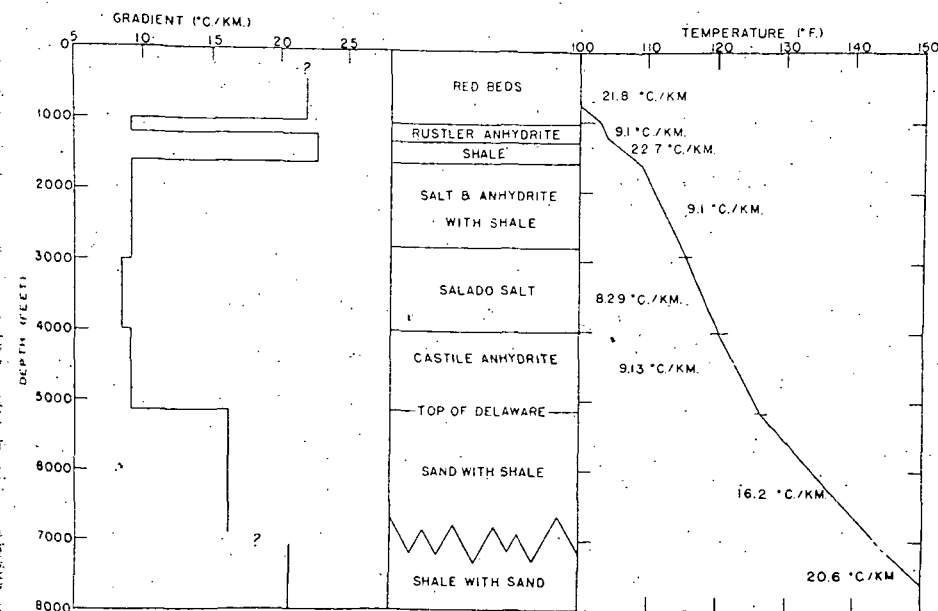 GRADIENT (°C./KM.)
5 10 15 20 25
DEPTH (FEET)
0
1000
2000
3000
4000
5000
6000
7000
8000
?
?
RED BEDS
RUSTLER ANHYDRITE
SHALE
SALT & ANHYDRITE
WITH SHALE
SALADO SALT
CASTILE ANHYDRITE
TOP OF DELAWARE
SAND WITH SHALE
SHALE WITH SAND
TEMPERATURE (°F.)
100 110 120 130 140 150
21.8 °C./KM
9.1 °C./KM.
22.7 °C./KM.
9.1 °C./KM.
8.29 °C/KM.
9.13 °C/KM.
16.2 °C./KM.
20.6 °C/KM